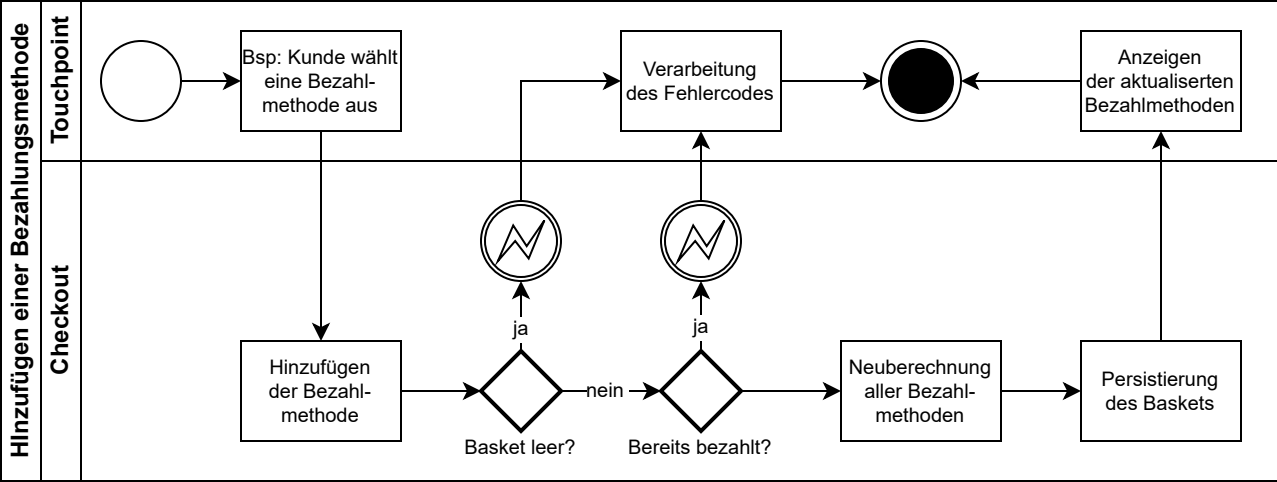 HInzufügen einer Bezahlungsmethode
Touchpoint
Bsp: Kunde wählt
eine Bezahl-
methode aus
Verarbeitung
des Fehlercodes
Anzeigen
der aktualiserten
Bezahlmethoden
Checkout
Hinzufügen
der Bezahl-
methode
ja
nein
Basket leer?
ja
Bereits bezahlt?
Neuberechnung
aller Bezahl-
methoden
Persistierung
des Baskets